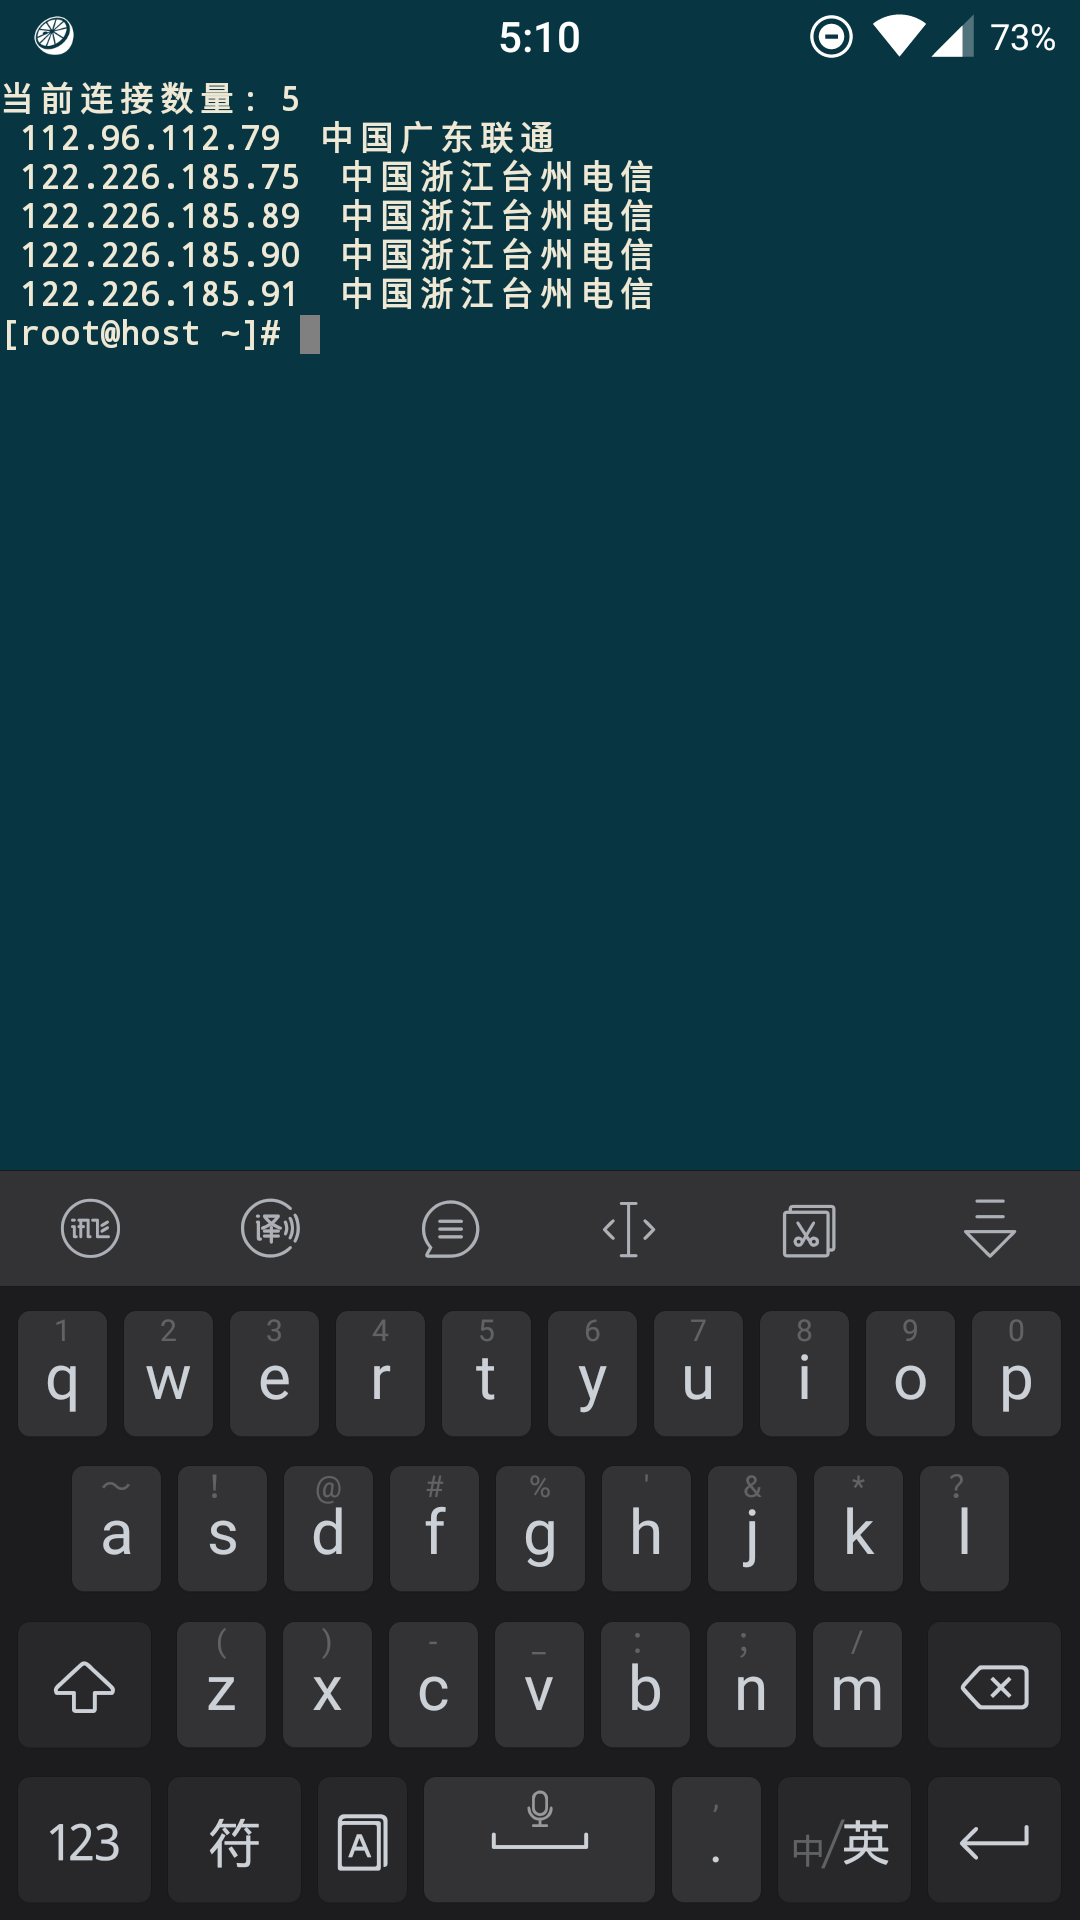 5:10
73%
当前连接数量：5
112.96.112.79 中国广东联通
122.226.185.75 中国浙江台州电信
122.226.185.89 中国浙江台州电信
122.226.185.90 中国浙江台州电信
122.226.185.91 中国浙江台州电信
[root@host ~]#
讯 译
1 2 3 4 5 6 7 8 9 0
q w e r t y u i o p
～ ! @ # % ' & * ?
a s d f g h j k l
( ) - _ : ; /
z x c v b n m
123 符 A , . 中/英